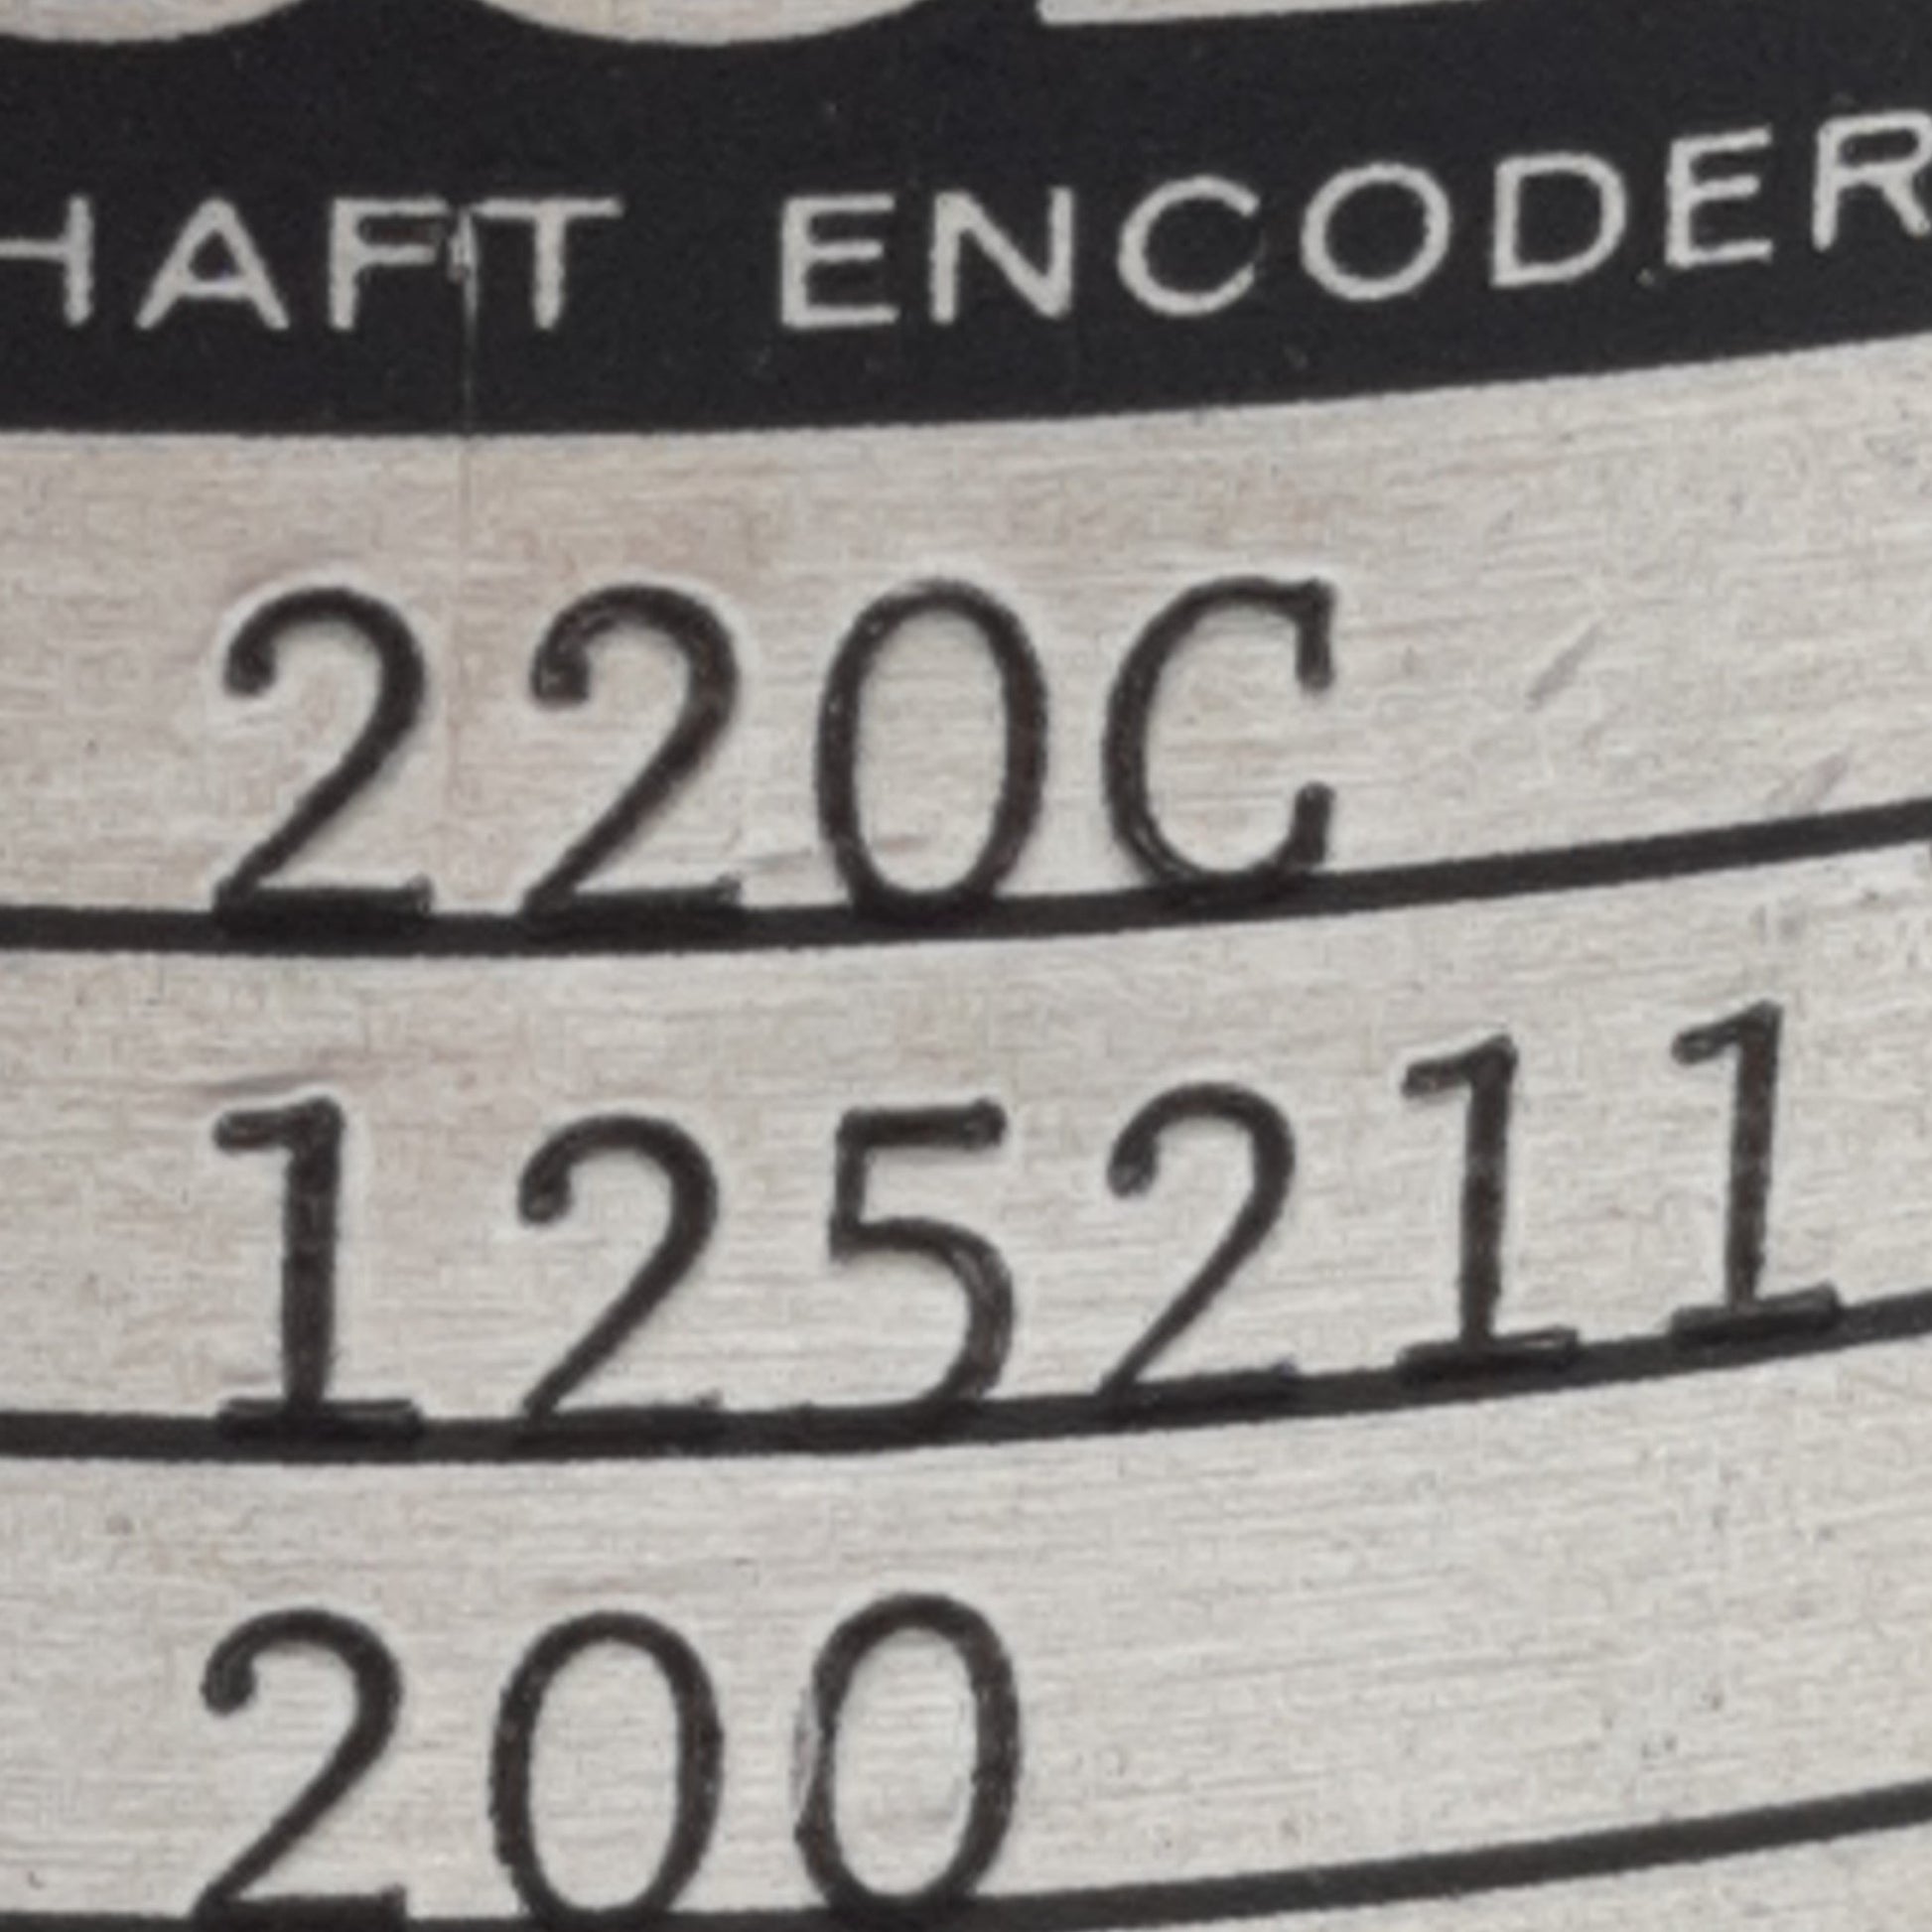 HAFT ENCODER
220C
125211
200